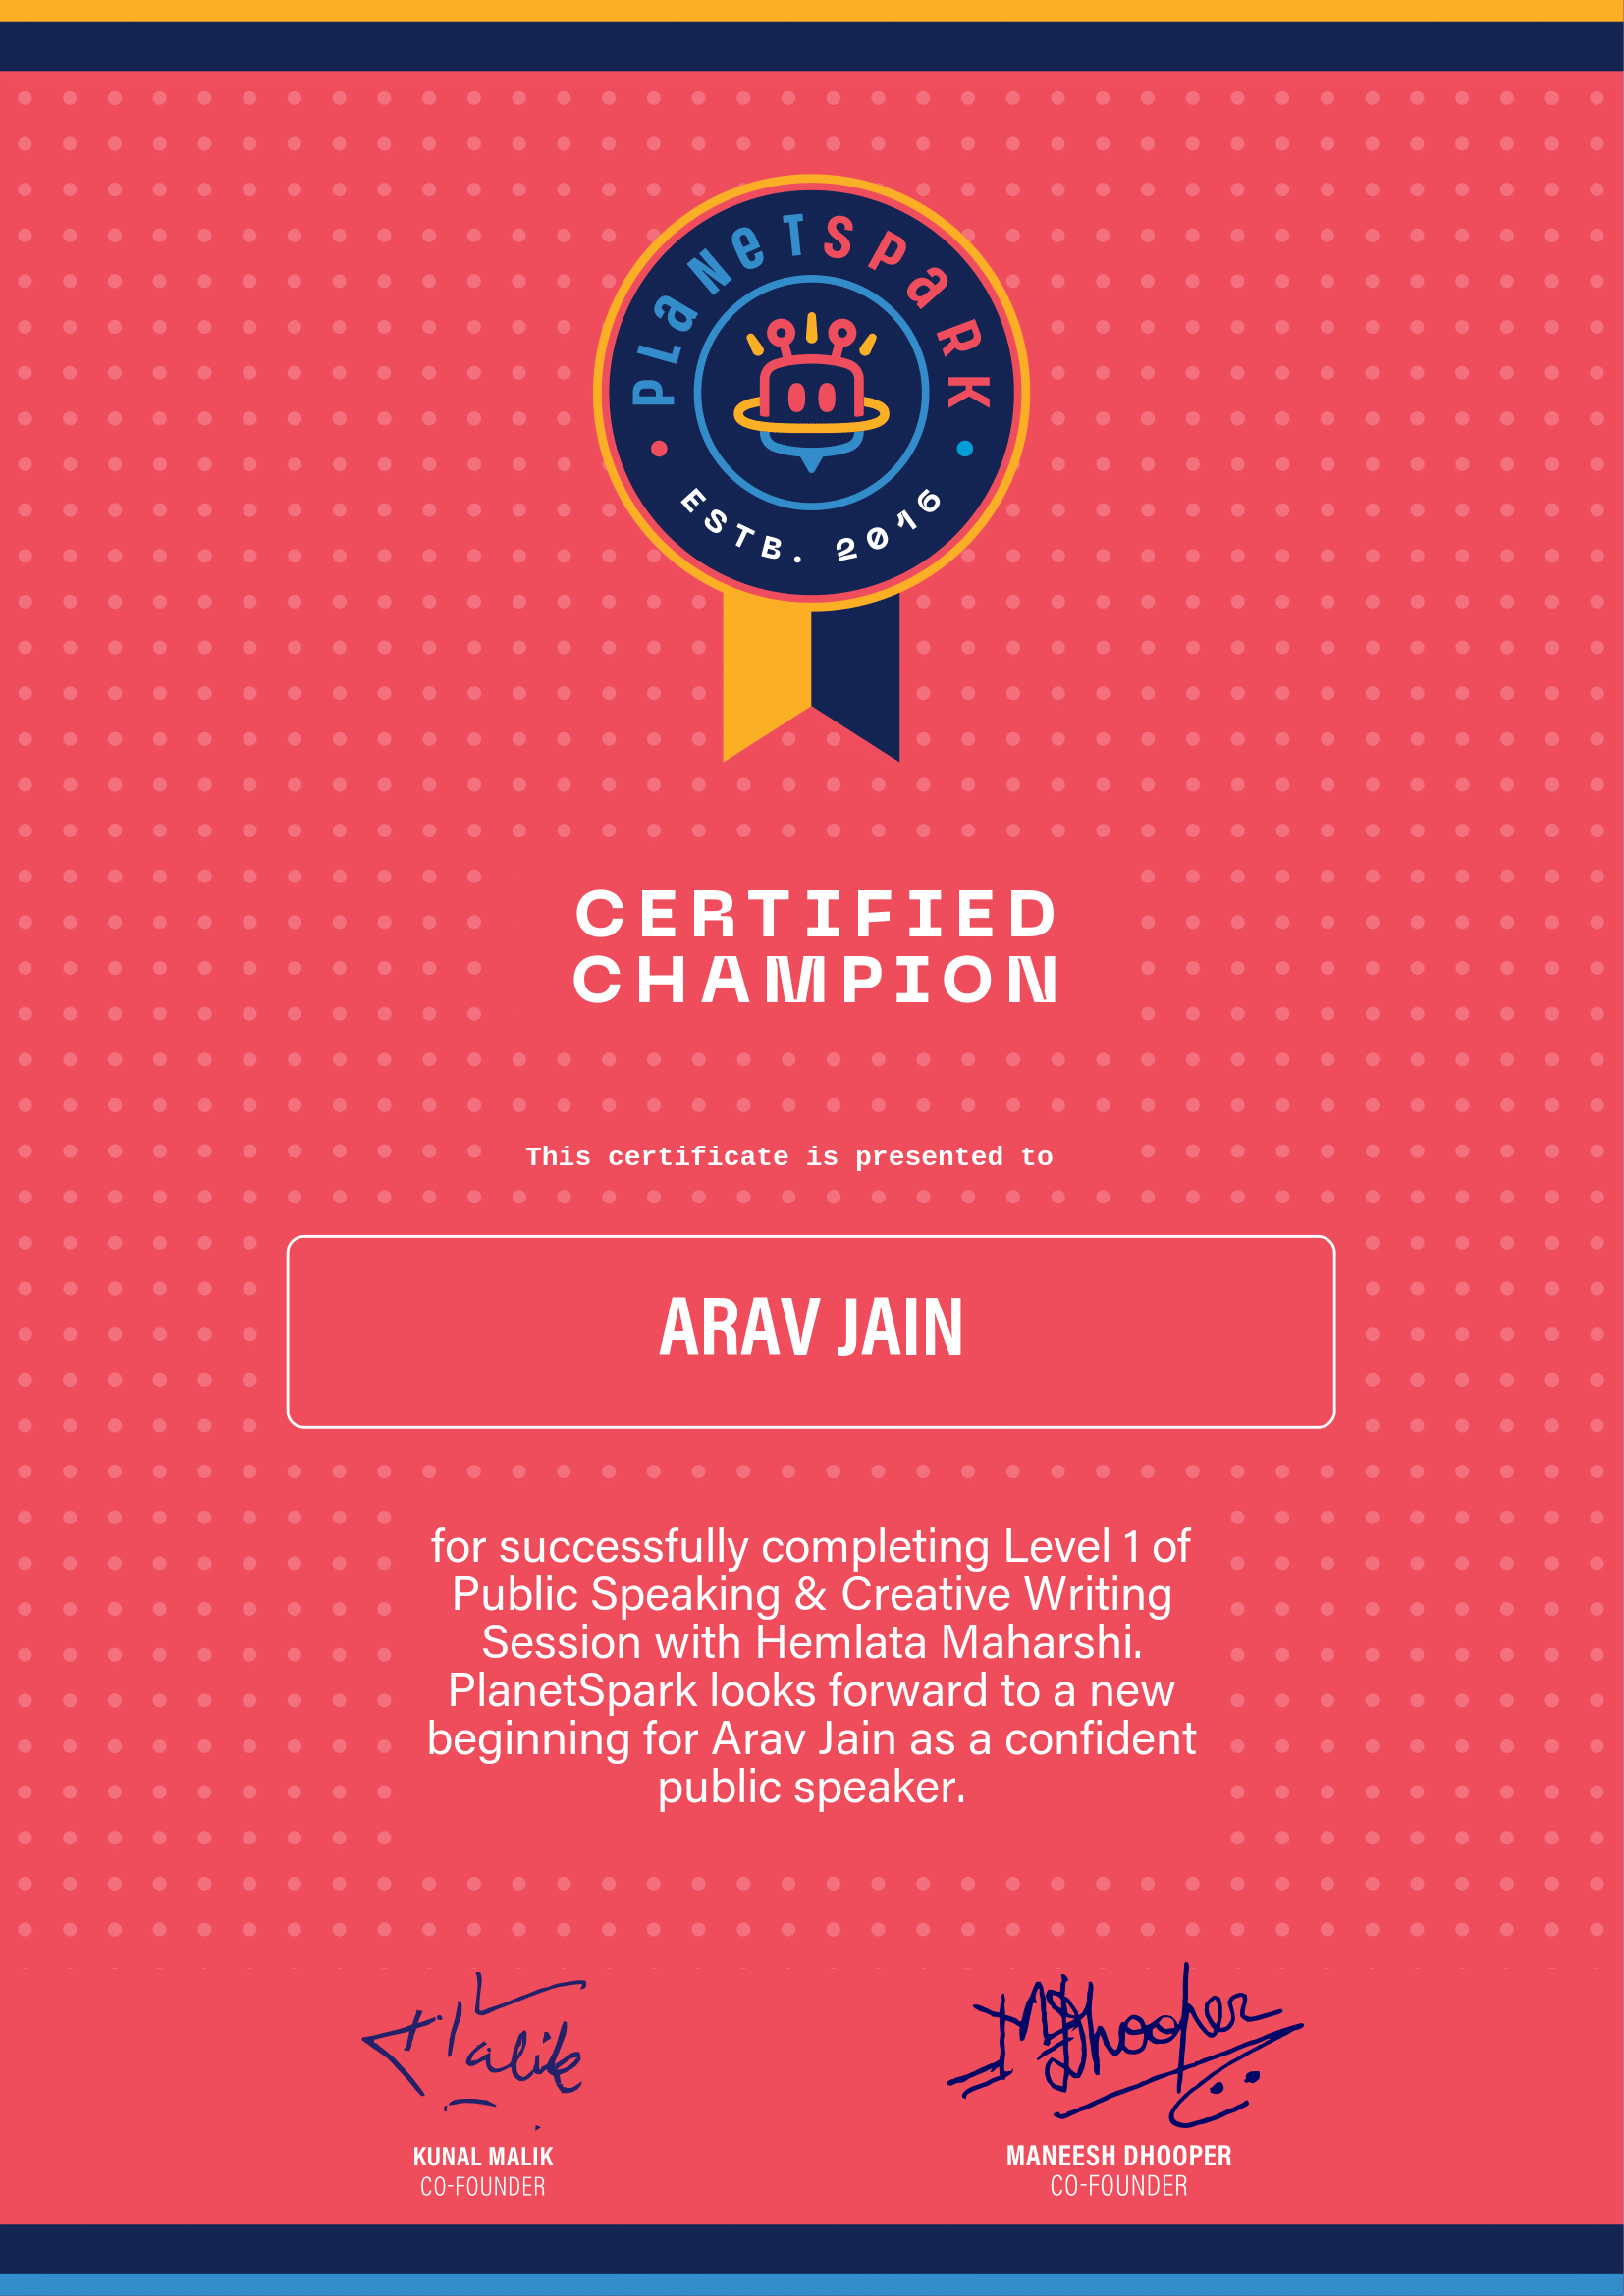 PLaNeTSPaRK
ESTB. 2016
CERTIFIED
CHAMPION
This certificate is presented to
ARAV JAIN
for successfully completing Level 1 of
Public Speaking & Creative Writing
Session with Hemlata Maharshi.
PlanetSpark looks forward to a new
beginning for Arav Jain as a confident
public speaker.
Malik
MDhooper
KUNAL MALIK
CO-FOUNDER
MANEESH DHOOPER
CO-FOUNDER